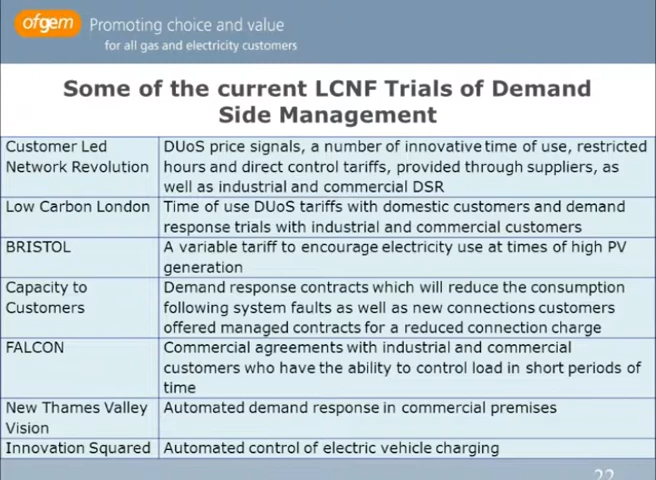 ofgem
Promoting choice and value
for all gas and electricity customers
Some of the current LCNF Trials of Demand
Side Management
Customer Led
Network Revolution
DUoS price signals, a number of innovative time of use, restricted
hours and direct control tariffs, provided through suppliers, as
well as industrial and commercial DSR
Low Carbon London
Time of use DUoS tariffs with domestic customers and demand
response trials with industrial and commercial customers
BRISTOL
A variable tariff to encourage electricity use at times of high PV
generation
Capacity to
Customers
Demand response contracts which will reduce the consumption
following system faults as well as new connections customers
offered managed contracts for a reduced connection charge
FALCON
Commercial agreements with industrial and commercial
customers who have the ability to control load in short periods of
time
New Thames Valley
Vision
Automated demand response in commercial premises
Innovation Squared
Automated control of electric vehicle charging
22